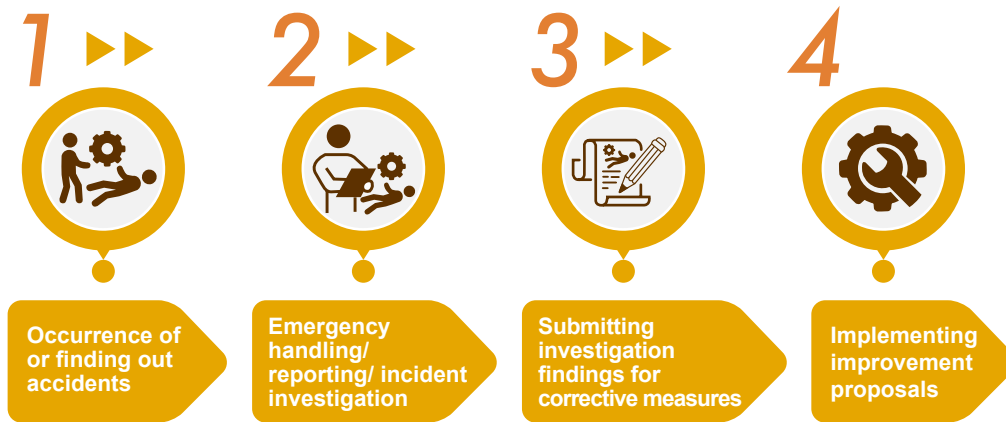 1
2
3
4
Occurrence of
or finding out
accidents
Emergency
handling/
reporting/ incident
investigation
Submitting
investigation
findings for
corrective measures
Implementing
improvement
proposals